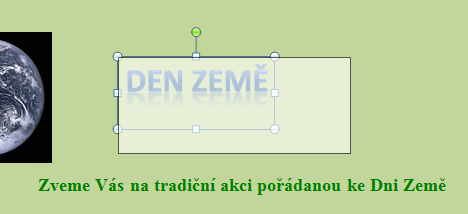 DEN ZEMĚ
Zveme Vás na tradiční akci pořádanou ke Dni Země